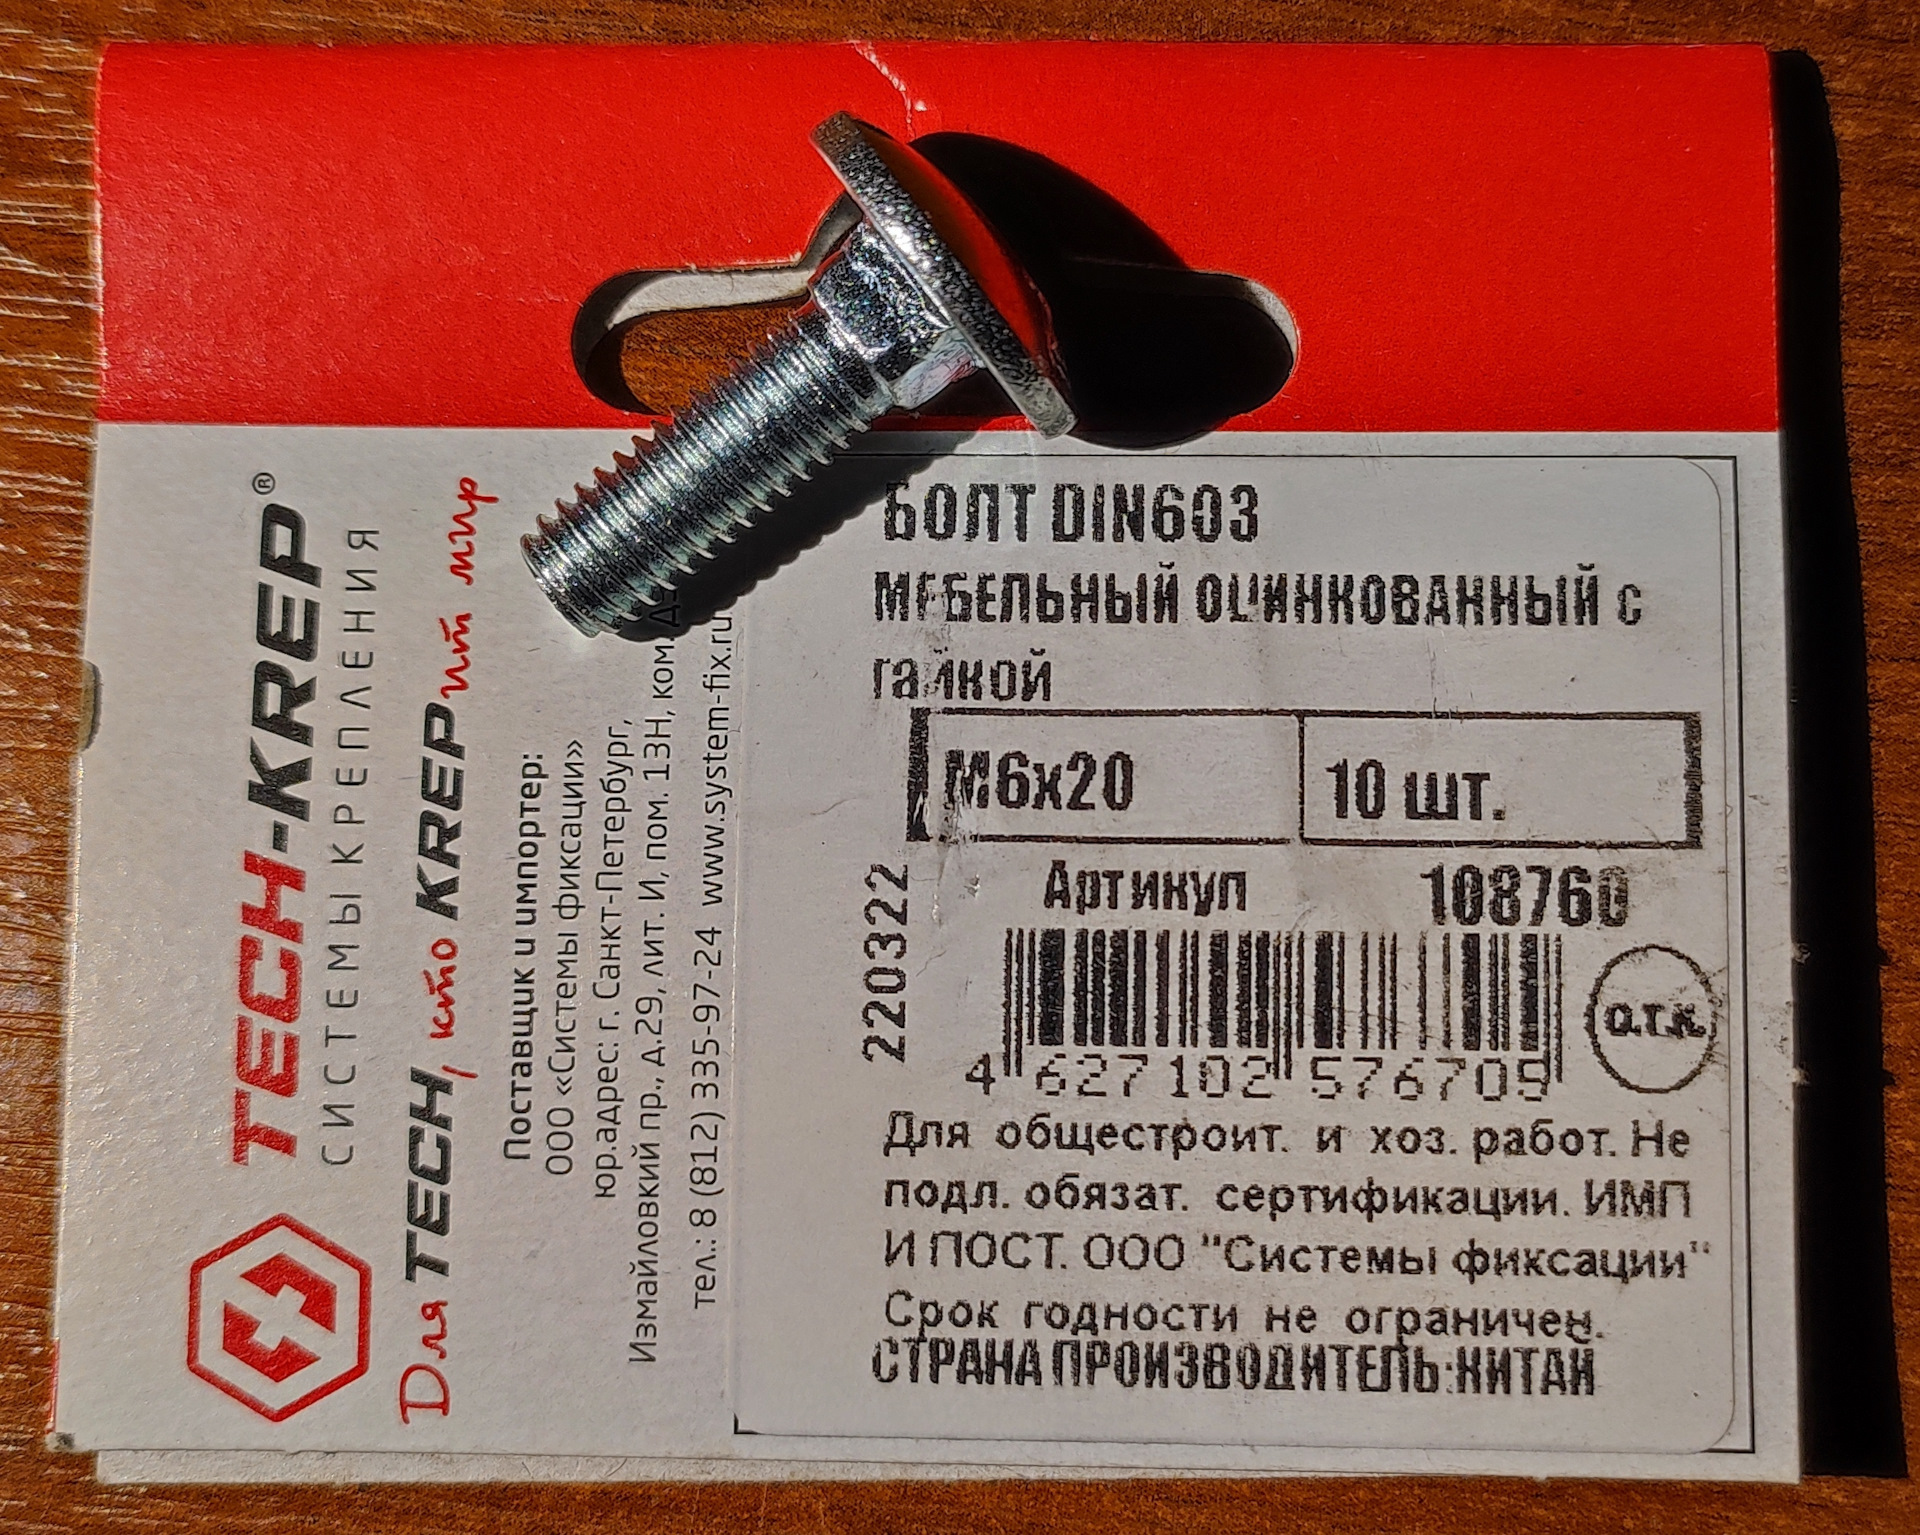 TECH-KREP®
СИСТЕМЫ КРЕПЛЕНИЯ
Для TECH, кто KREPит мир
Поставщик и импортер:
ООО «Системы фиксации»
юр.адрес: г. Санкт-Петербург,
Измайловский пр., д.29, лит. И, пом. 13Н, ком.
тел.: 8 (812) 335-97-24 www.system-fix.ru
БОЛТ DIN603
МЕБЕЛЬНЫЙ ОЦИНКОВАННЫЙ с
гайкой
М6х20 10 шт.
Артикул 108760
220322
4 627102 576709
О.Т.К
Для общестроит. и хоз. работ. Не
подл. обязат. сертификации. ИМП
И ПОСТ. ООО "Системы фиксации"
Срок годности не ограничен.
СТРАНА ПРОИЗВОДИТЕЛЬ:КИТАЙ